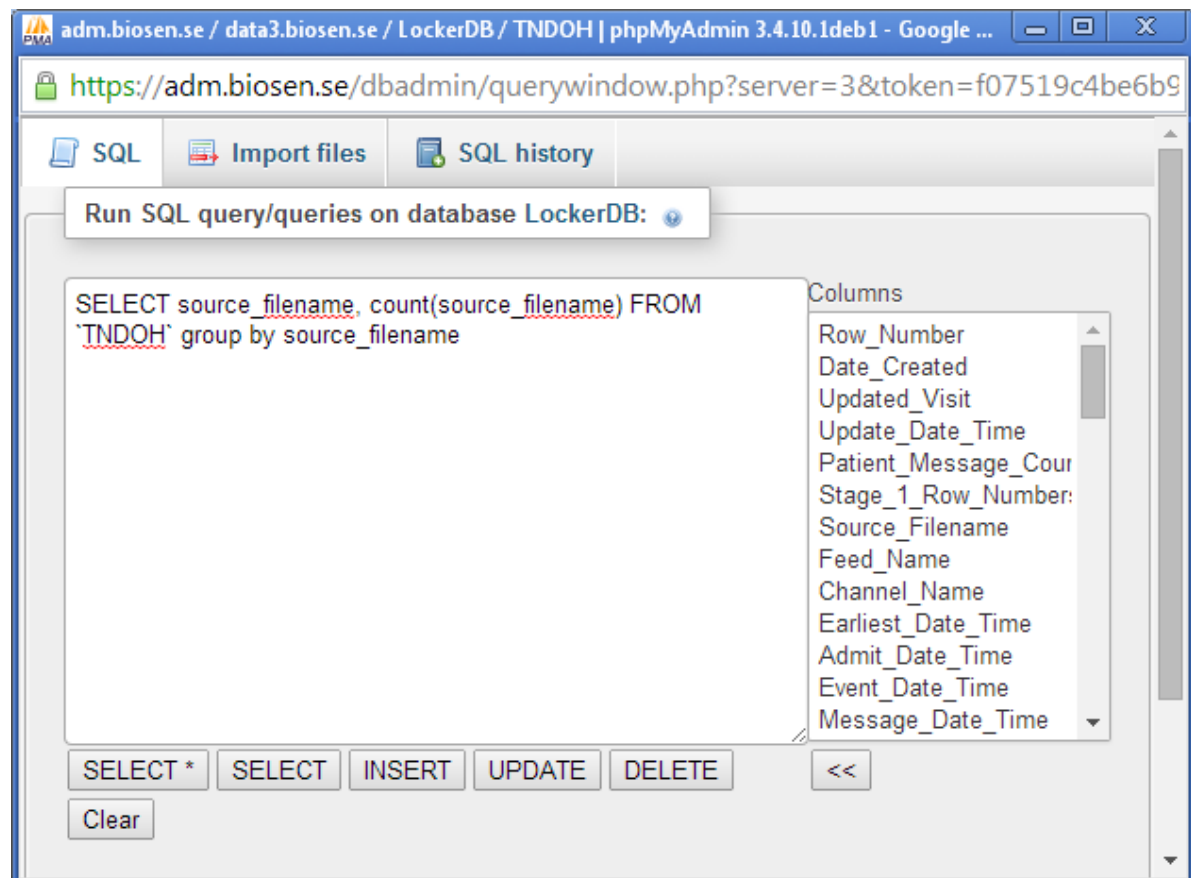 adm.biosen.se / data3.biosen.se / LockerDB / TNDOH | phpMyAdmin 3.4.10.1deb1 - Google ...
https://adm.biosen.se/dbadmin/querywindow.php?server=3&token=f07519c4be6b9
SQL Import files SQL history
Run SQL query/queries on database LockerDB:
SELECT source_filename, count(source_filename) FROM
`TNDOH` group by source_filename
Columns
Row_Number
Date_Created
Updated_Visit
Update_Date_Time
Patient_Message_Cour
Stage_1_Row_Number
Source_Filename
Feed_Name
Channel_Name
Earliest_Date_Time
Admit_Date_Time
Event_Date_Time
Message_Date_Time
SELECT * SELECT INSERT UPDATE DELETE <<
Clear